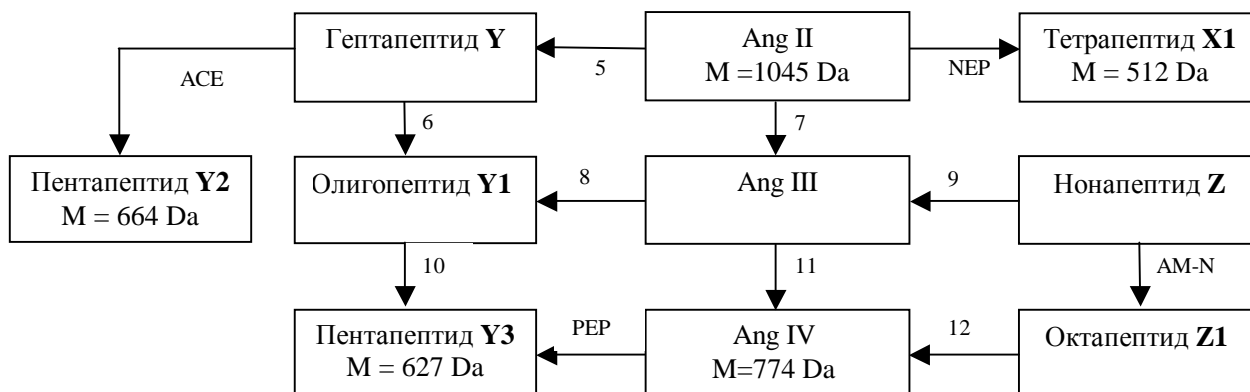 Гептапептид Y
Ang II
M =1045 Da
Тетрапептид X1
M = 512 Da
ACE
5
NEP
6
7
Пентапептид Y2
M = 664 Da
Олигопептид Y1
8
Ang III
9
Нонапептид Z
10
11
AM-N
Пентапептид Y3
M = 627 Da
PEP
Ang IV
M=774 Da
12
Октапептид Z1